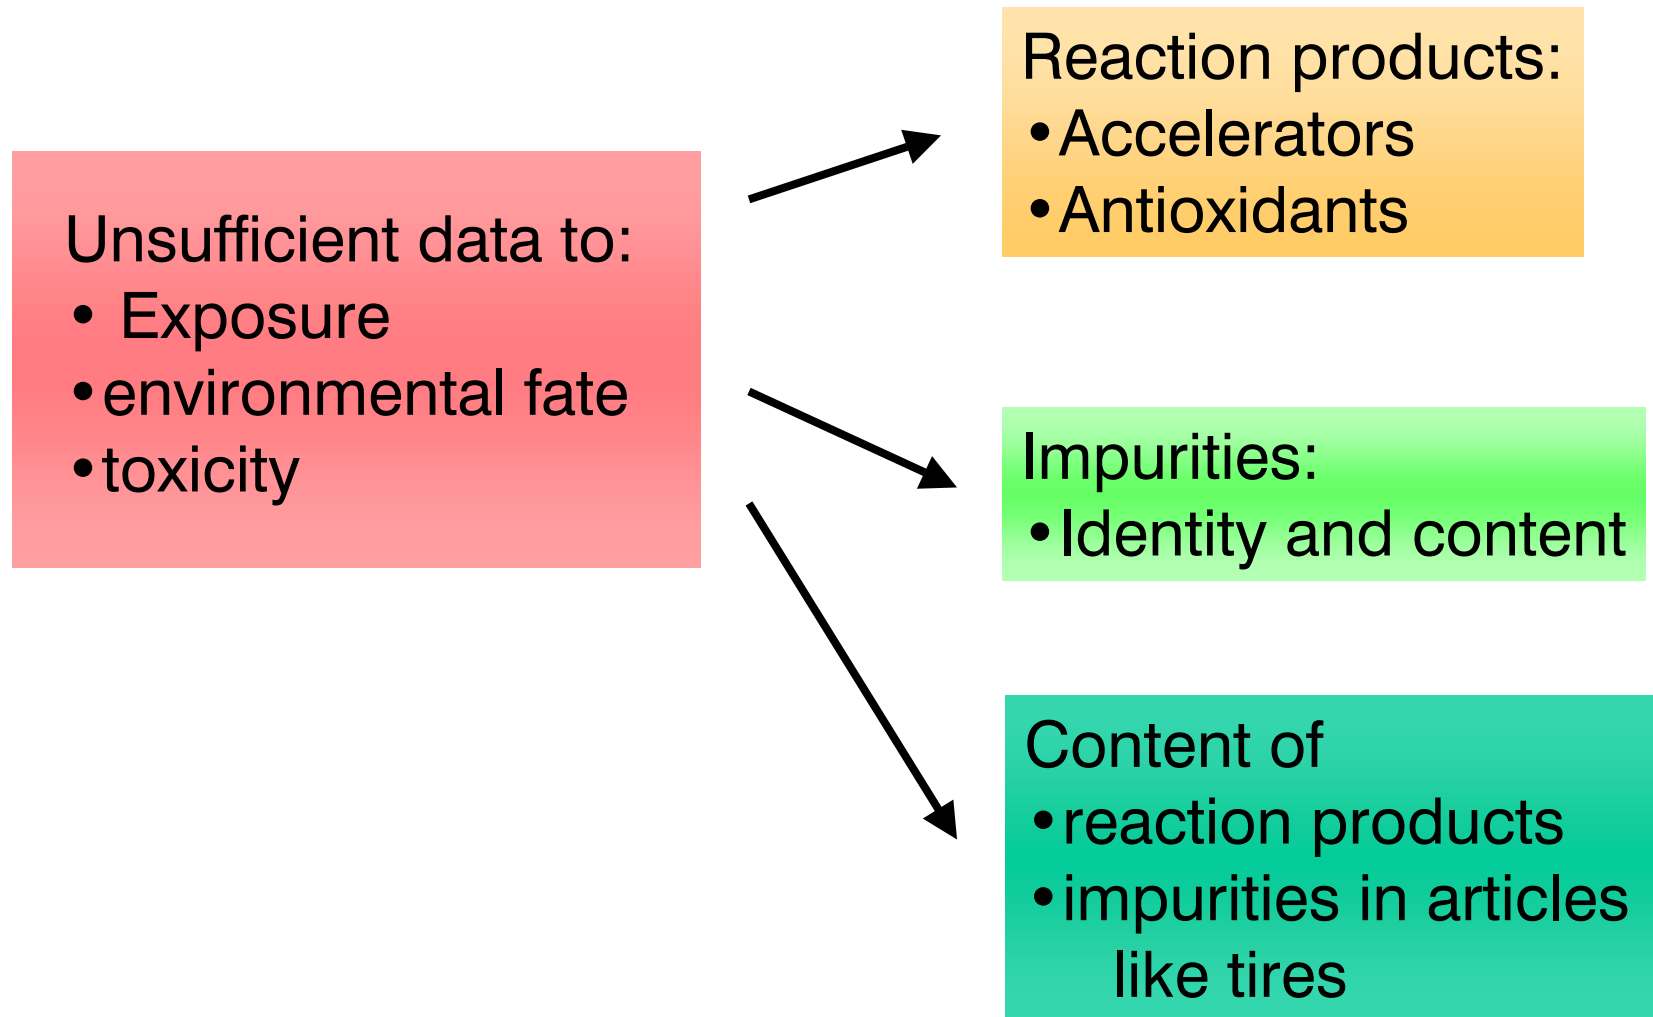 Unsufficient data to:
• Exposure
•environmental fate
•toxicity
Reaction products:
•Accelerators
•Antioxidants
Impurities:
•Identity and content
Content of
•reaction products
•impurities in articles
like tires